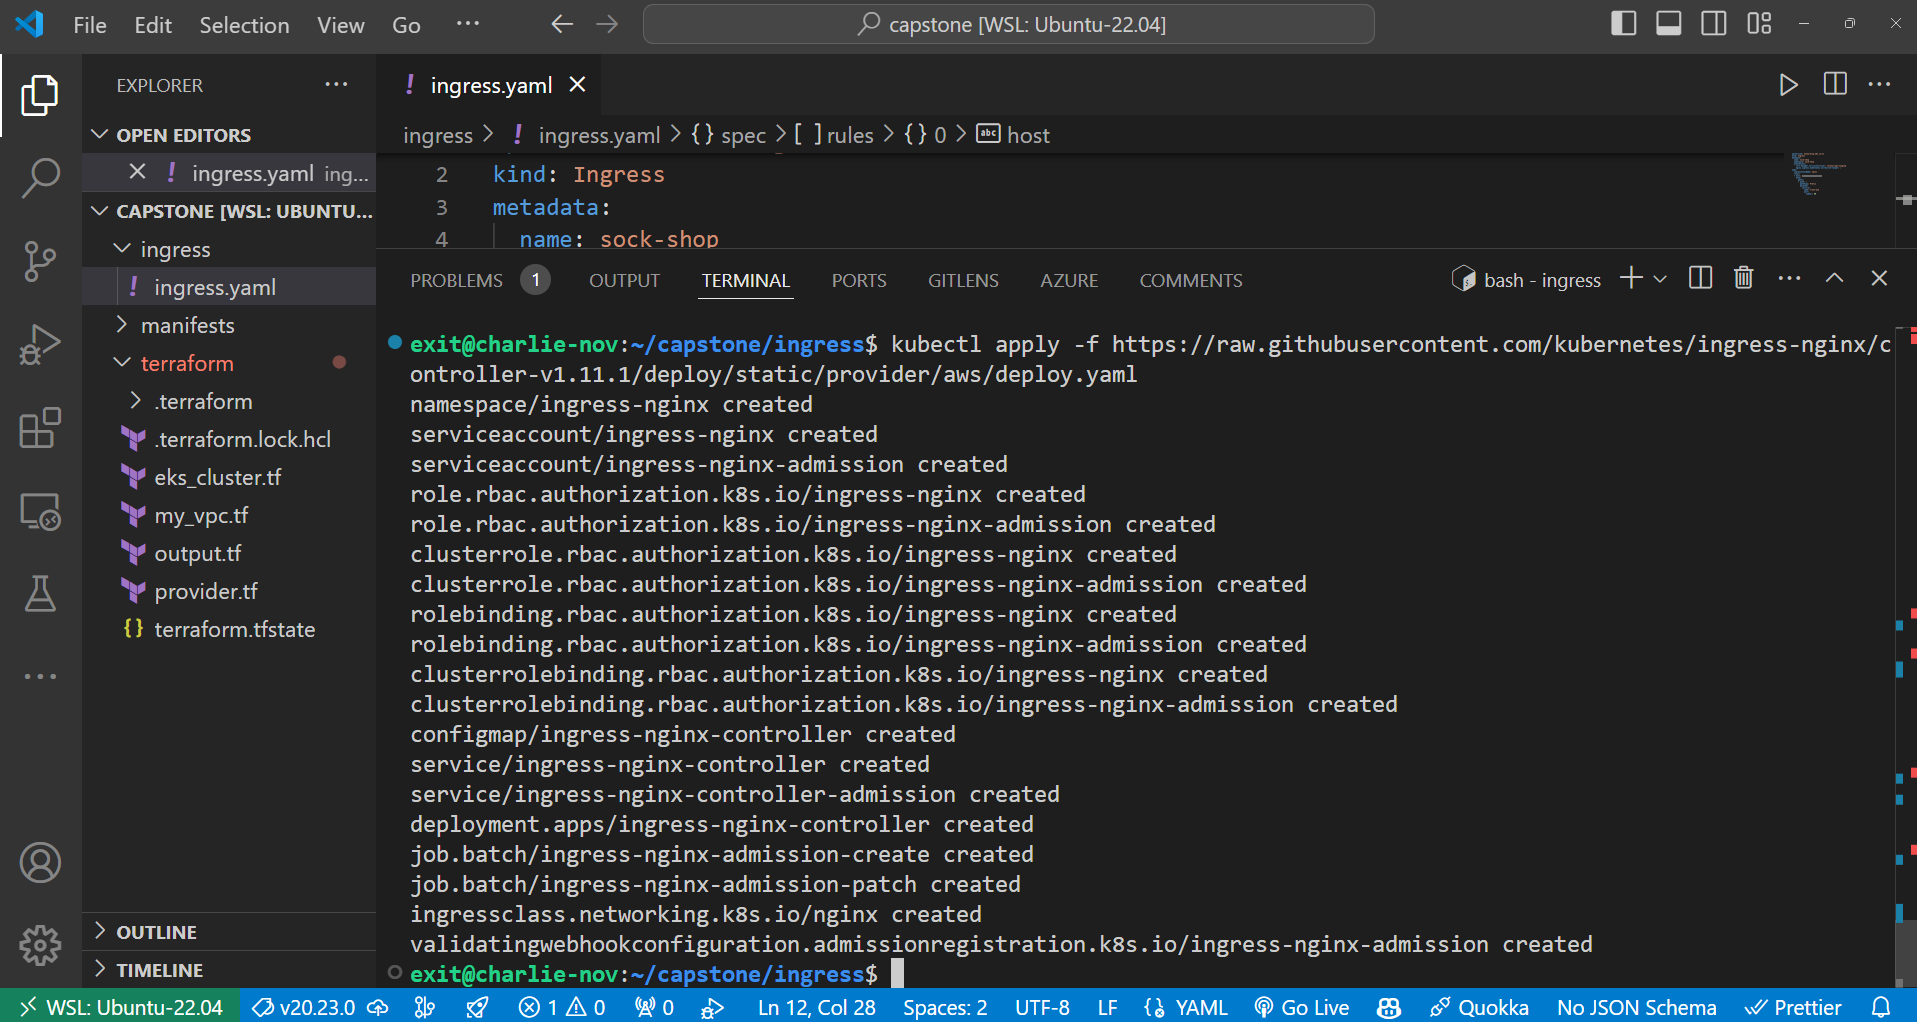 File Edit Selection View Go ··· capstone [WSL: Ubuntu-22.04]
EXPLORER
OPEN EDITORS
ingress.yaml ing...
CAPSTONE [WSL: UBUNTU...
ingress
ingress.yaml
manifests
terraform
.terraform
.terraform.lock.hcl
eks_cluster.tf
my_vpc.tf
output.tf
provider.tf
terraform.tfstate
OUTLINE
TIMELINE
ingress.yaml
ingress > ! ingress.yaml > {} spec > [ ] rules > {} 0 > abc host
2 kind: Ingress
3 metadata:
4 name: sock-shop
PROBLEMS 1 OUTPUT TERMINAL PORTS GITLENS AZURE COMMENTS bash - ingress
exit@charlie-nov:~/capstone/ingress$ kubectl apply -f https://raw.githubusercontent.com/kubernetes/ingress-nginx/c
ontroller-v1.11.1/deploy/static/provider/aws/deploy.yaml
namespace/ingress-nginx created
serviceaccount/ingress-nginx created
serviceaccount/ingress-nginx-admission created
role.rbac.authorization.k8s.io/ingress-nginx created
role.rbac.authorization.k8s.io/ingress-nginx-admission created
clusterrole.rbac.authorization.k8s.io/ingress-nginx created
clusterrole.rbac.authorization.k8s.io/ingress-nginx-admission created
rolebinding.rbac.authorization.k8s.io/ingress-nginx created
rolebinding.rbac.authorization.k8s.io/ingress-nginx-admission created
clusterrolebinding.rbac.authorization.k8s.io/ingress-nginx created
clusterrolebinding.rbac.authorization.k8s.io/ingress-nginx-admission created
configmap/ingress-nginx-controller created
service/ingress-nginx-controller created
service/ingress-nginx-controller-admission created
deployment.apps/ingress-nginx-controller created
job.batch/ingress-nginx-admission-create created
job.batch/ingress-nginx-admission-patch created
ingressclass.networking.k8s.io/nginx created
validatingwebhookconfiguration.admissionregistration.k8s.io/ingress-nginx-admission created
exit@charlie-nov:~/capstone/ingress$
WSL: Ubuntu-22.04 v20.23.0 1 0 0 Ln 12, Col 28 Spaces: 2 UTF-8 LF {} YAML Go Live Quokka No JSON Schema Prettier